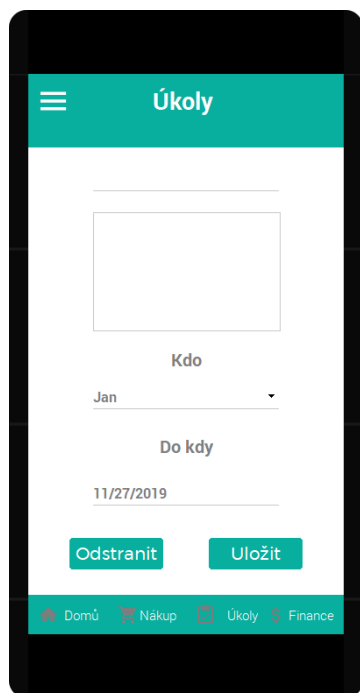 Úkoly
Kdo
Jan
Do kdy
11/27/2019
Odstranit Uložit
Domů Nákup Úkoly Finance